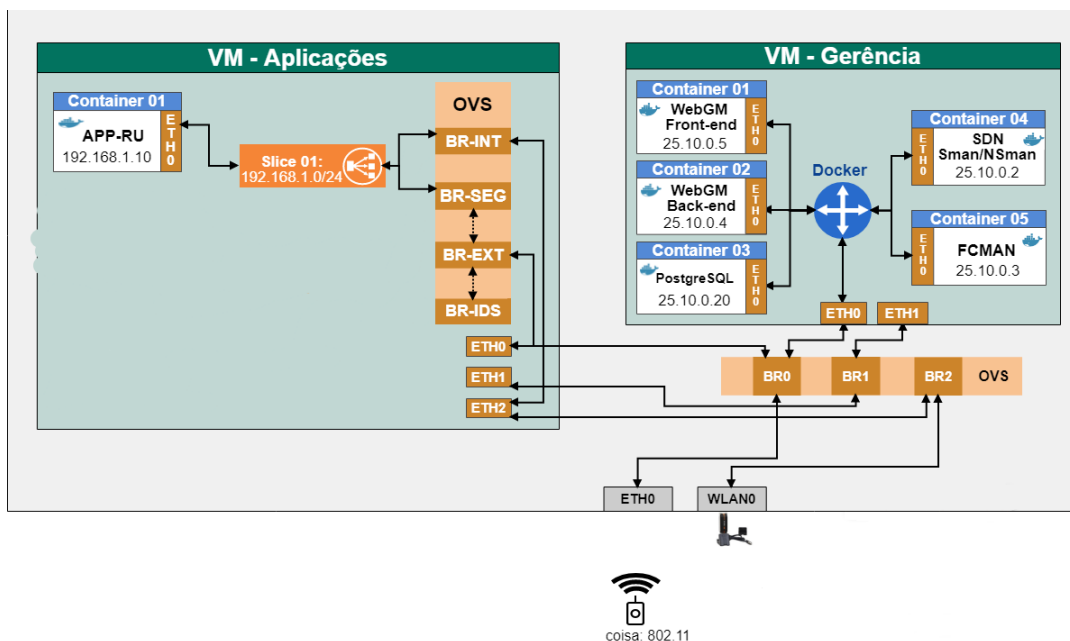 VM - Aplicações
Container 01
APP-RU
192.168.1.10
ETH0
Slice 01:
192.168.1.0/24
OVS
BR-INT
BR-SEG
BR-EXT
BR-IDS
ETH0
ETH1
ETH2
VM - Gerência
Container 01
WebGM
Front-end
25.10.0.5
ETH0
Container 02
WebGM
Back-end
25.10.0.4
ETH0
Container 03
PostgreSQL
25.10.0.20
ETH0
Docker
Container 04
ETH0
SDN
Sman/NSman
25.10.0.2
Container 05
ETH0
FCMAN
25.10.0.3
ETH0
ETH1
BR0
BR1
BR2
OVS
ETH0
WLAN0
coisa: 802.11